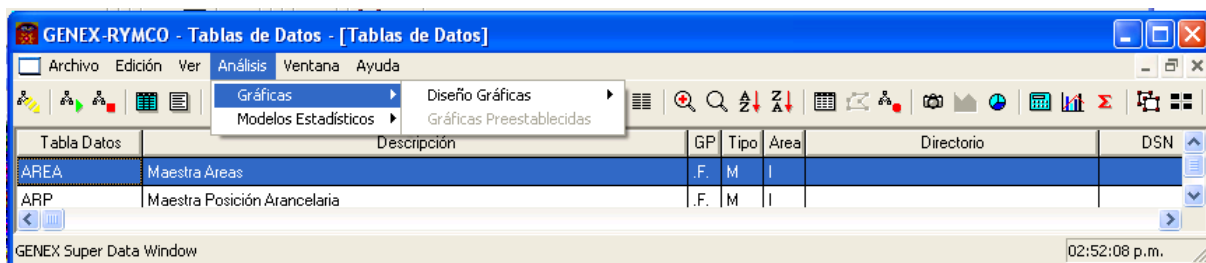 GENEX-RYMCO - Tablas de Datos - [Tablas de Datos]
Archivo Edición Ver Análisis Ventana Ayuda
Gráficas Diseño Gráficas
Modelos Estadísticos Gráficas Preestablecidas
Tabla Datos Descripción GP Tipo Area Directorio DSN
AREA Maestra Areas .F. M I
ARP Maestra Posición Arancelaria .F. M I
GENEX Super Data Window 02:52:08 p.m.